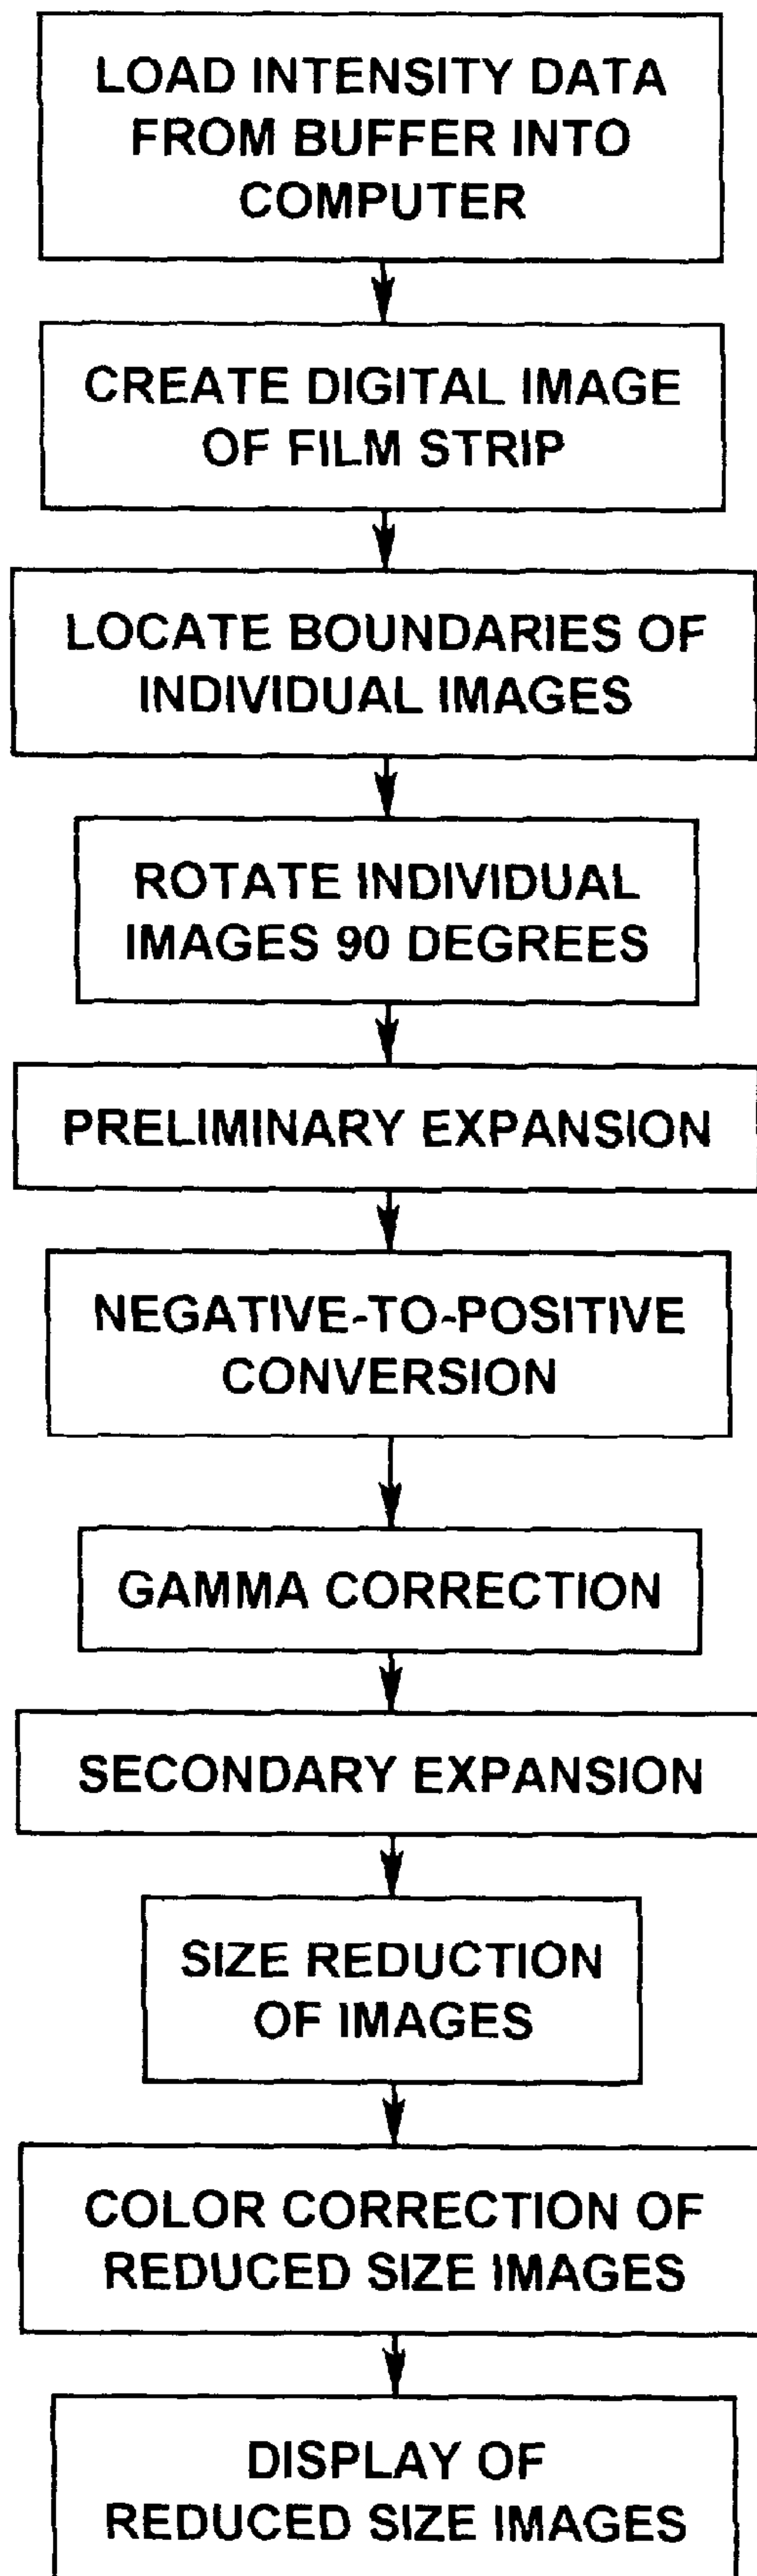 LOAD INTENSITY DATA
FROM BUFFER INTO
COMPUTER
CREATE DIGITAL IMAGE
OF FILM STRIP
LOCATE BOUNDARIES OF
INDIVIDUAL IMAGES
ROTATE INDIVIDUAL
IMAGES 90 DEGREES
PRELIMINARY EXPANSION
NEGATIVE-TO-POSITIVE
CONVERSION
GAMMA CORRECTION
SECONDARY EXPANSION
SIZE REDUCTION
OF IMAGES
COLOR CORRECTION OF
REDUCED SIZE IMAGES
DISPLAY OF
REDUCED SIZE IMAGES